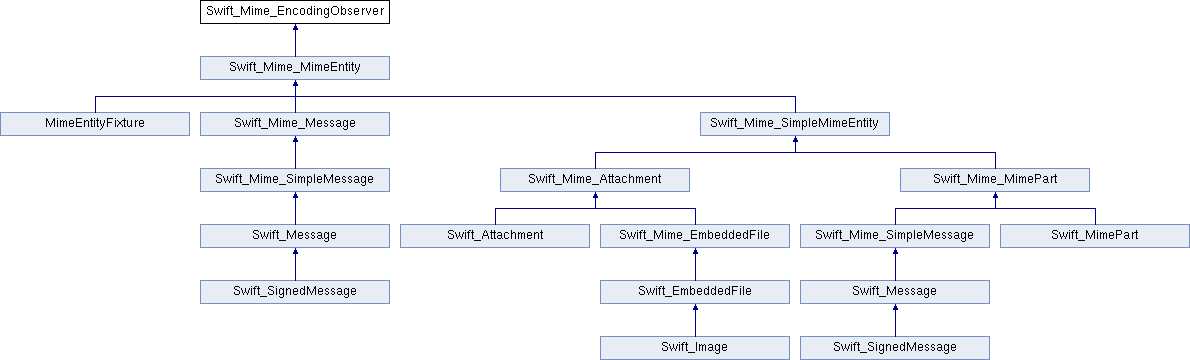 Swift_Mime_EncodingObserver
Swift_Mime_MimeEntity
MimeEntityFixture
Swift_Mime_Message
Swift_Mime_SimpleMimeEntity
Swift_Mime_SimpleMessage
Swift_Mime_Attachment
Swift_Mime_MimePart
Swift_Message
Swift_Attachment
Swift_Mime_EmbeddedFile
Swift_Mime_SimpleMessage
Swift_MimePart
Swift_SignedMessage
Swift_EmbeddedFile
Swift_Message
Swift_Image
Swift_SignedMessage